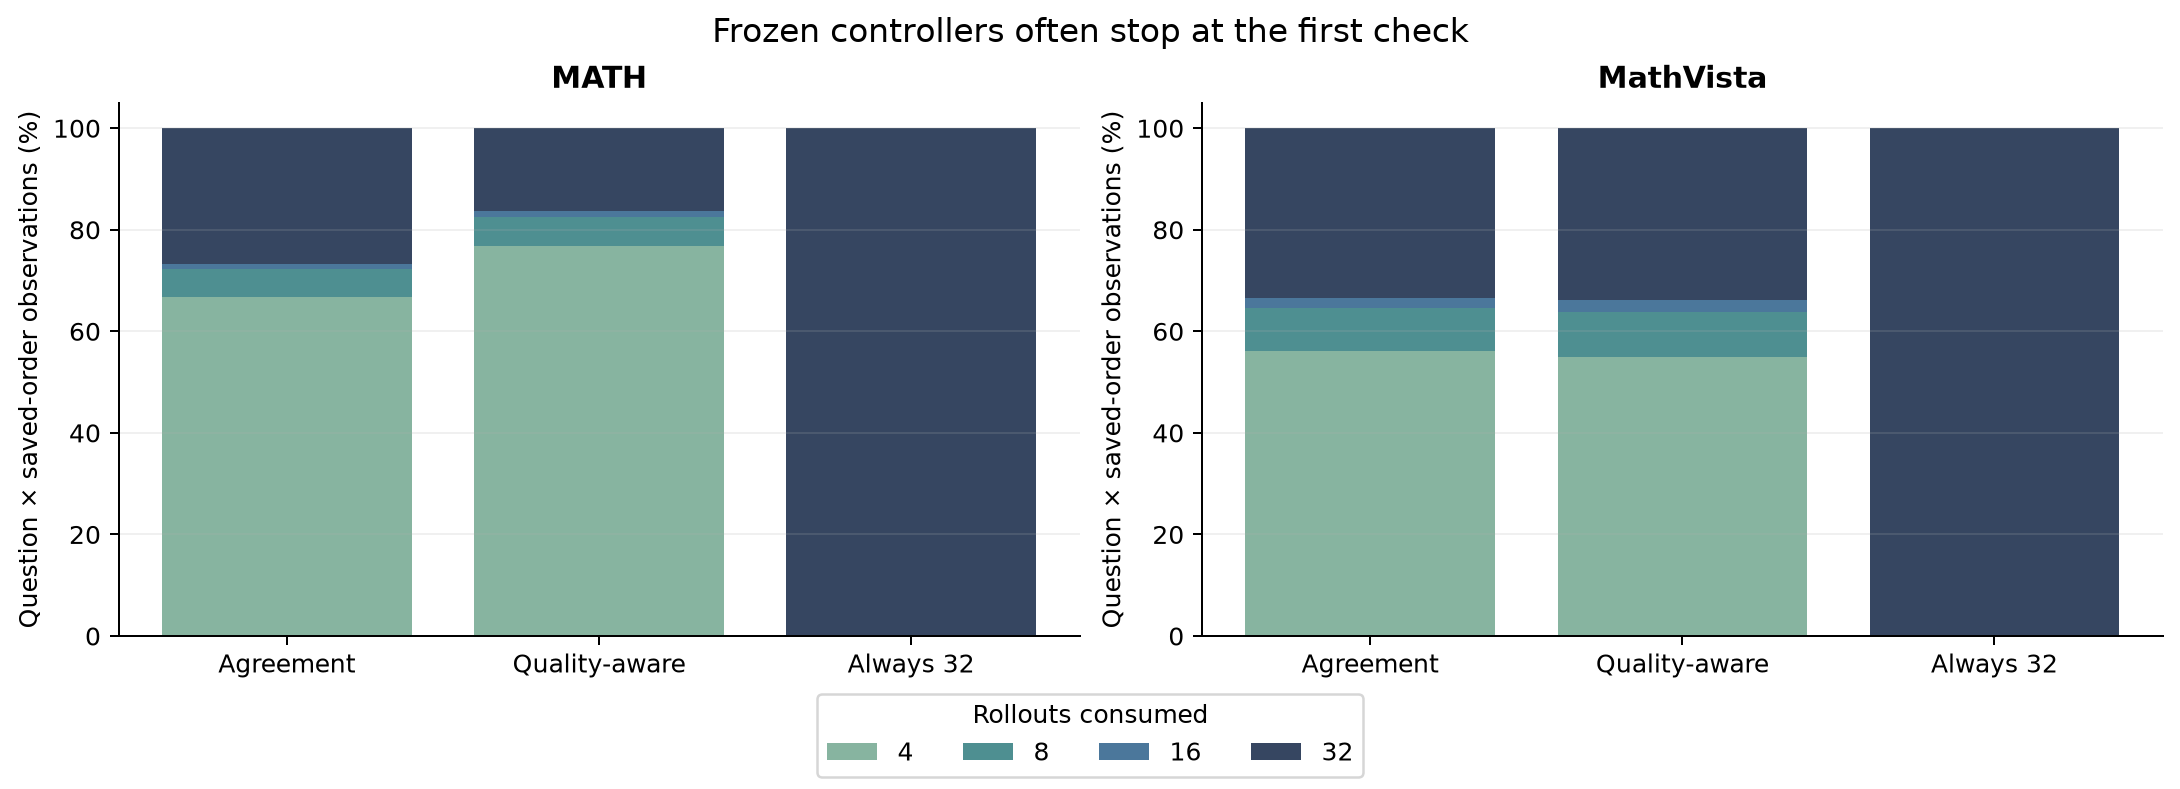 Frozen controllers often stop at the first check
MATH
Question × saved-order observations (%)
100
80
60
40
20
0
Agreement
Quality-aware
Always 32
MathVista
Question × saved-order observations (%)
100
80
60
40
20
0
Agreement
Quality-aware
Always 32
Rollouts consumed
4
8
16
32